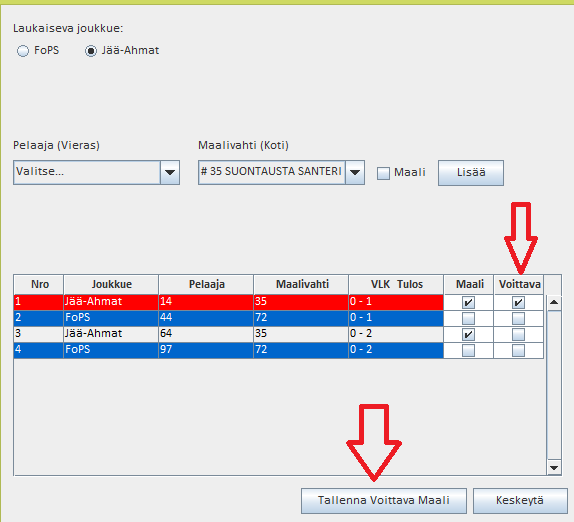 Laukaiseva joukkue:
FoPS Jää-Ahmat
Pelaaja (Vieras) Maalivahti (Koti)
Valitse... # 35 SUONTAUSTA SANTERI Maali Lisää
Nro Joukkue Pelaaja Maalivahti VLK Tulos Maali Voittava
1 Jää-Ahmat 14 35 0 - 1
2 FoPS 44 72 0 - 1
3 Jää-Ahmat 64 35 0 - 2
4 FoPS 97 72 0 - 2
Tallenna Voittava Maali Keskeytä